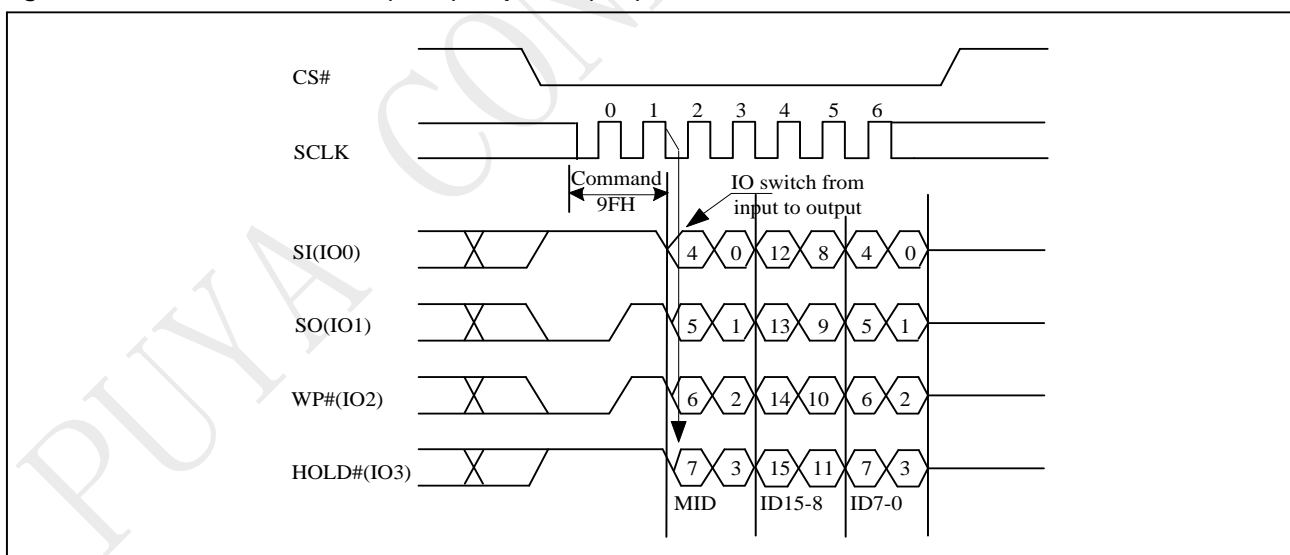 CS#
0 1 2 3 4 5 6
SCLK
Command
9FH
IO switch from
input to output
SI(IO0)
4 0 12 8 4 0
SO(IO1)
5 1 13 9 5 1
WP#(IO2)
6 2 14 10 6 2
HOLD#(IO3)
7 3 15 11 7 3
MID ID15-8 ID7-0
PUYA